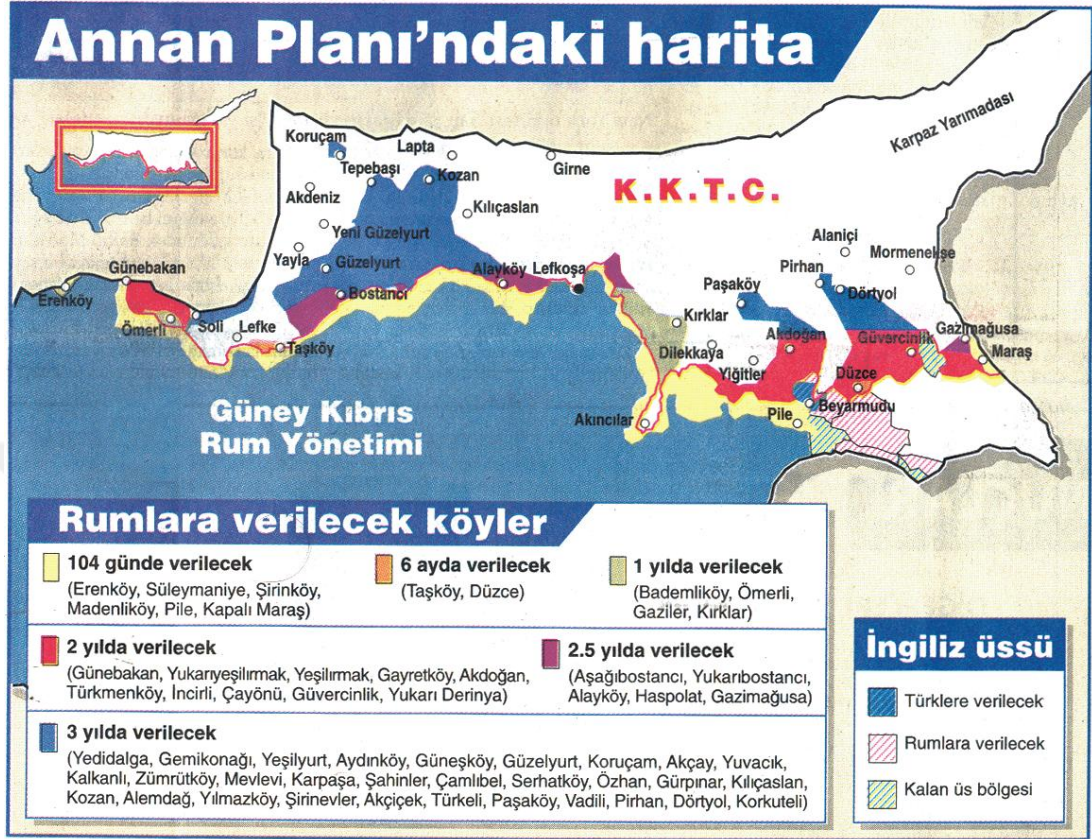 Annan Planı'ndaki harita
Karpaz Yarımadası
Koruçam
Lapta
Girne
Tepebaşı
Kozan
K.K.T.C.
Akdeniz
Kılıçaslan
Yeni Güzelyurt
Alaniçi
Mormenekşe
Yayla
Güzelyurt
Alayköy
Lefkoşa
Pirhan
Günebakan
Paşaköy
Dörtyol
Erenköy
Bostancı
Ömerli
Soli
Lefke
Kırklar
Akdoğan
Gazimağusa
Taşköy
Dilekkaya
Güvercinlik
Maraş
Yiğitler
Düzce
Güney Kıbrıs
Rum Yönetimi
Akıncılar
Pile
Beyarmudu
Rumlara verilecek köyler
104 günde verilecek
(Erenköy, Süleymaniye, Şirinköy,
Madenliköy, Pile, Kapalı Maraş)
6 ayda verilecek
(Taşköy, Düzce)
1 yılda verilecek
(Bademliköy, Ömerli,
Gaziler, Kırklar)
2 yılda verilecek
(Günebakan, Yukarıyeşilırmak, Yeşilırmak, Gayretköy, Akdoğan,
Türkmenköy, İncirli, Çayönü, Güvercinlik, Yukarı Derinya)
2.5 yılda verilecek
(Aşağıbostancı, Yukarıbostancı,
Alayköy, Haspolat, Gazimağusa)
3 yılda verilecek
(Yedidalga, Gemikonağı, Yeşilyurt, Aydınköy, Güneşköy, Güzelyurt, Koruçam, Akçay, Yuvacık,
Kalkanlı, Zümrütköy, Mevlevi, Karpaşa, Şahinler, Çamlıbel, Serhatköy, Özhan, Gürpınar, Kılıçaslan,
Kozan, Alemdağ, Yılmazköy, Şirinevler, Akçiçek, Türkeli, Paşaköy, Vadili, Pirhan, Dörtyol, Korkuteli)
İngiliz üssü
Türklere verilecek
Rumlara verilecek
Kalan üs bölgesi